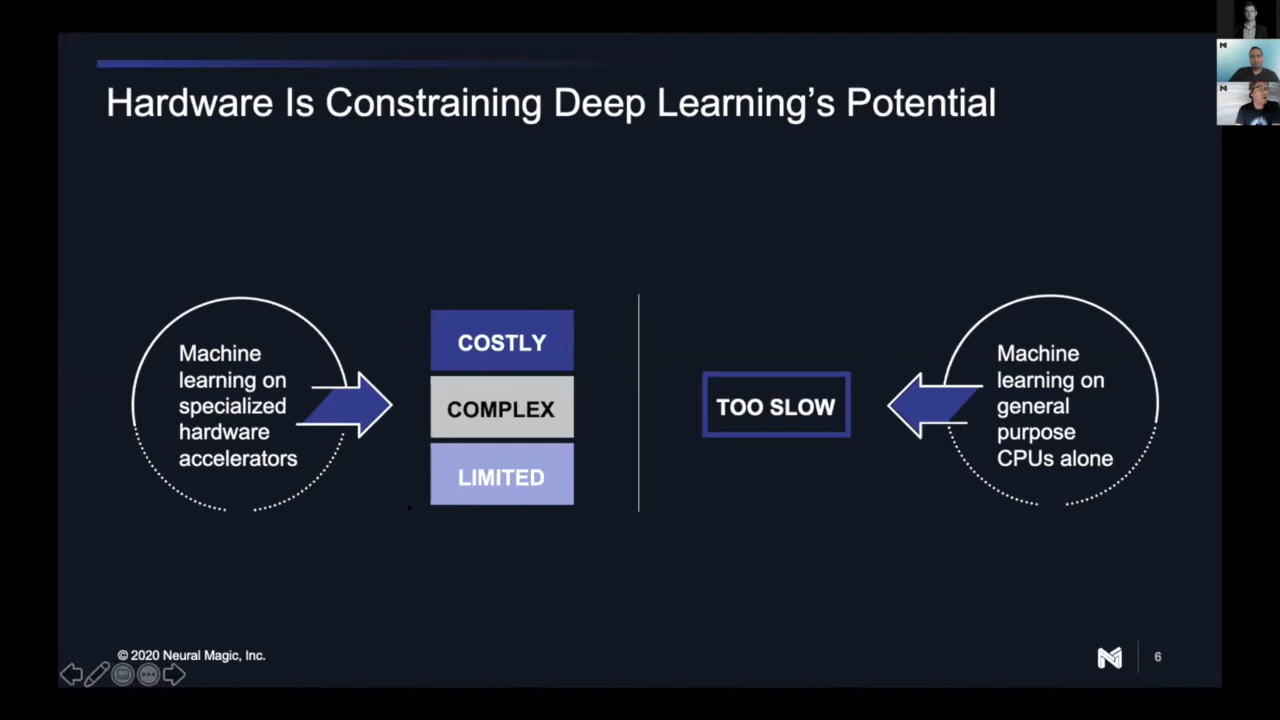 Hardware Is Constraining Deep Learning's Potential
Machine
learning on
specialized
hardware
accelerators
COSTLY
COMPLEX
LIMITED
TOO SLOW
Machine
learning on
general
purpose
CPUs alone
© 2020 Neural Magic, Inc.
6